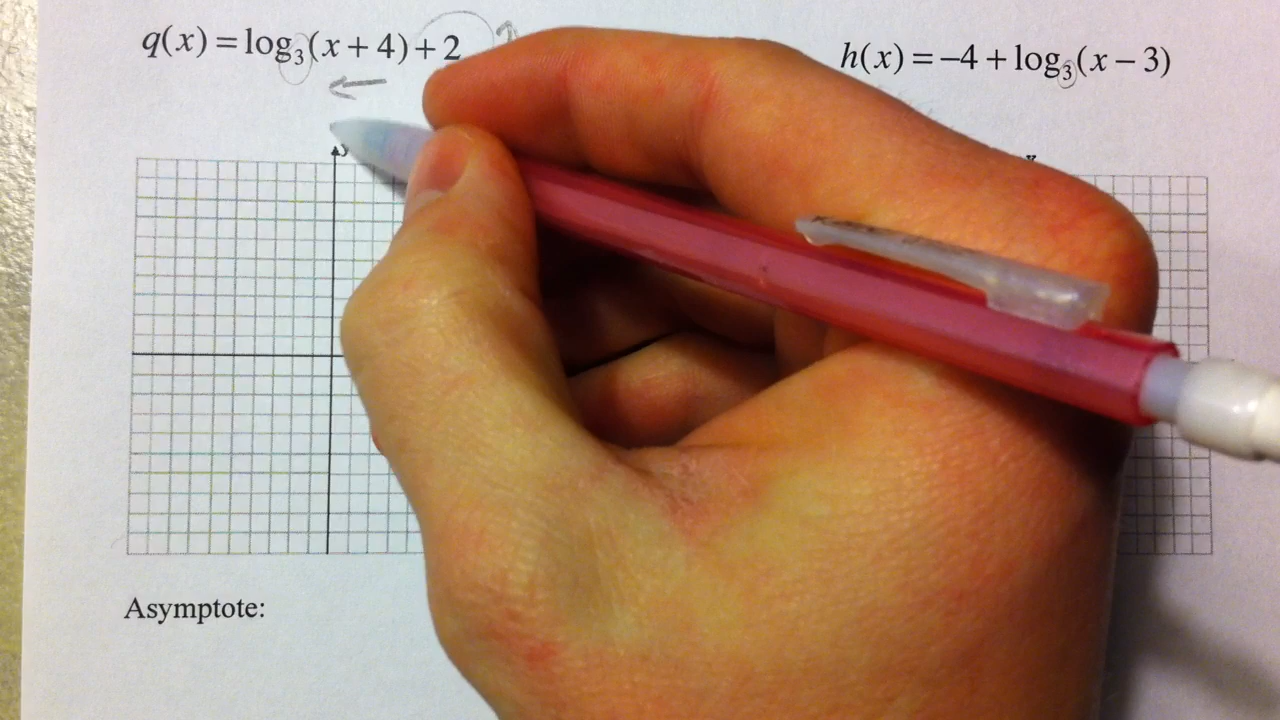 q(x) = log₃(x + 4) + 2
h(x) = −4 + log₃(x − 3)
y
Asymptote: